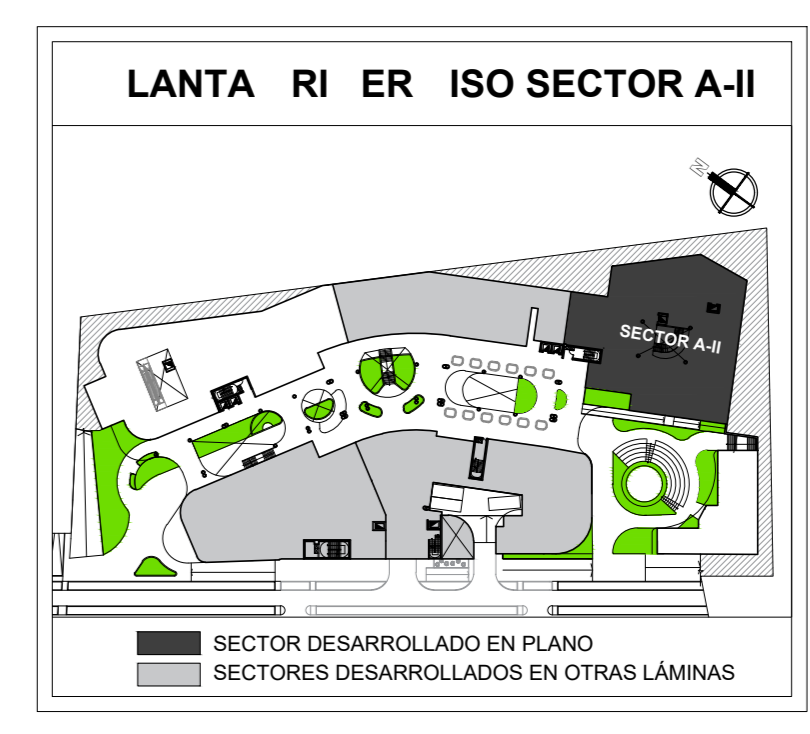 LANTA RI ER ISO SECTOR A-II
N
SECTOR A-II
SECTOR DESARROLLADO EN PLANO
SECTORES DESARROLLADOS EN OTRAS LÁMINAS